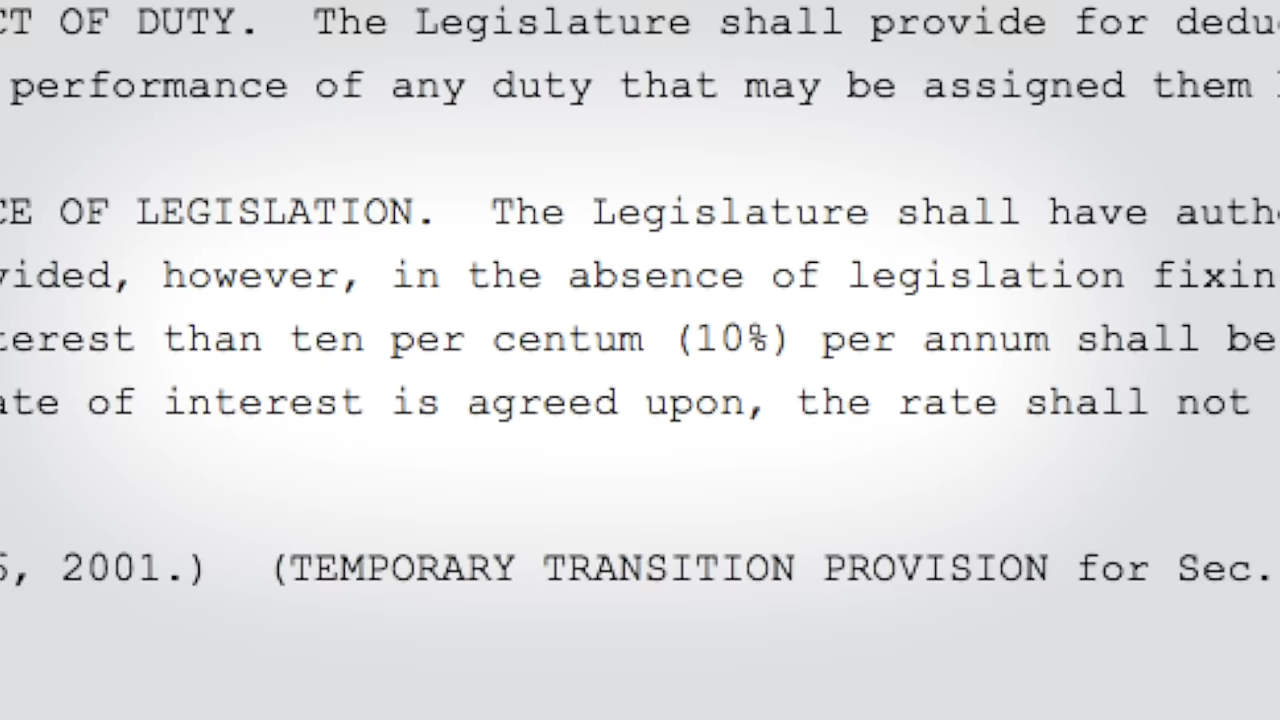 CT OF DUTY. The Legislature shall provide for dedu
performance of any duty that may be assigned them
CE OF LEGISLATION. The Legislature shall have auth
vided, however, in the absence of legislation fixin
terest than ten per centum (10%) per annum shall be
ate of interest is agreed upon, the rate shall not
5, 2001.) (TEMPORARY TRANSITION PROVISION for Sec.